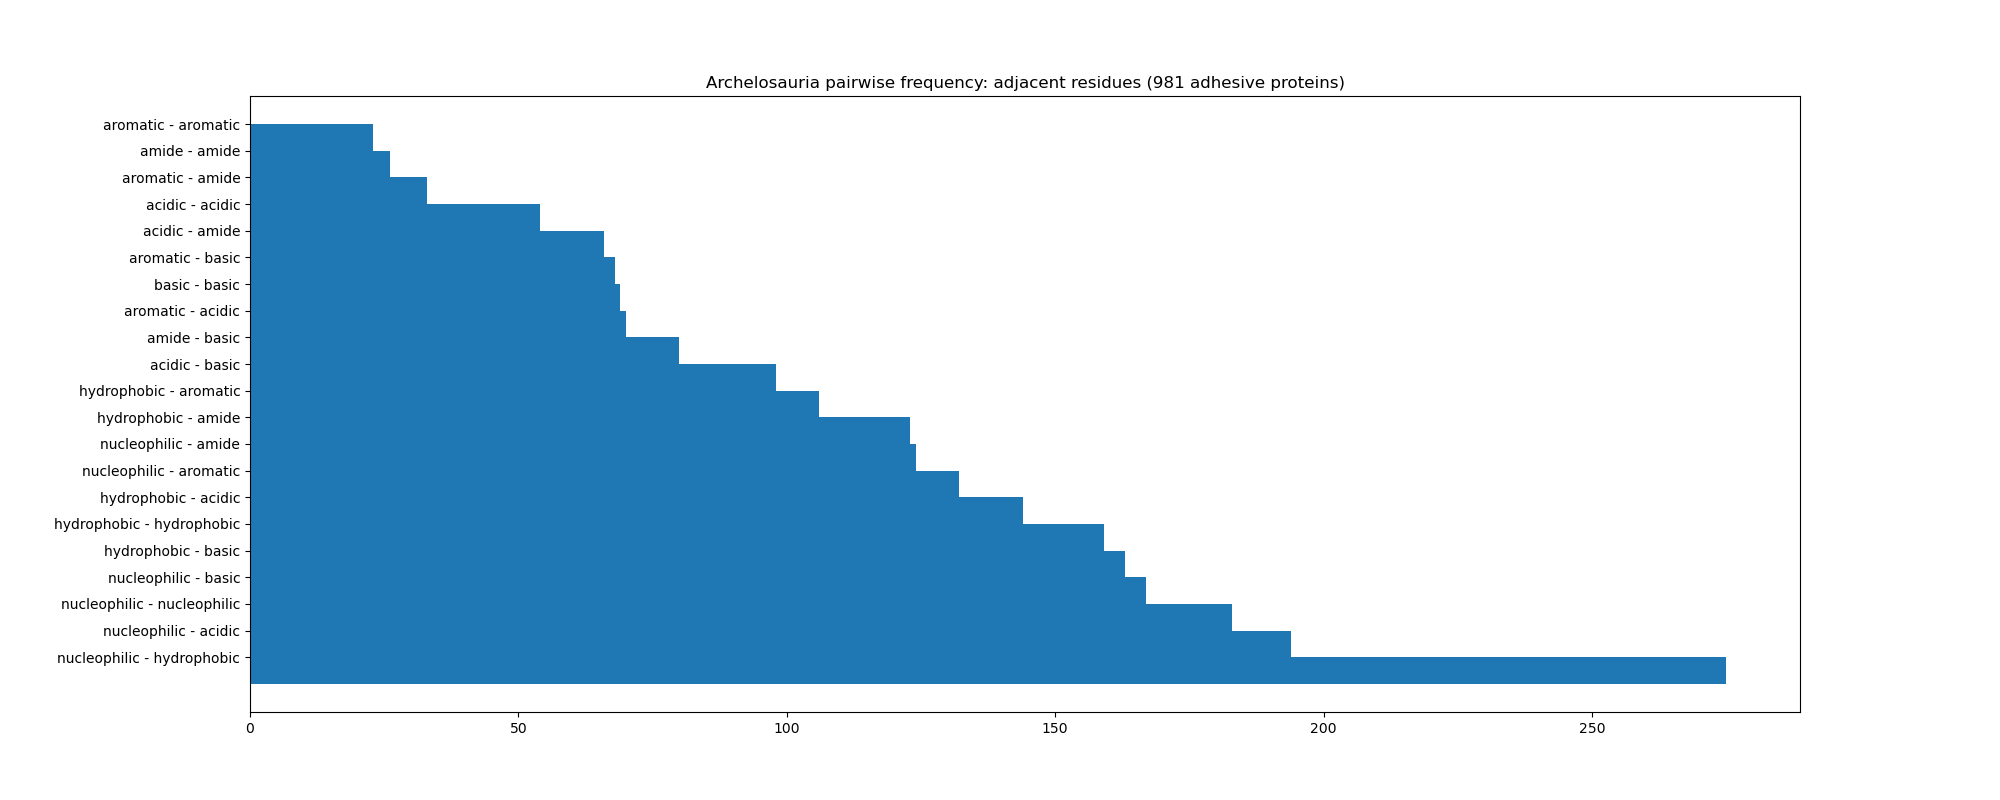 Archelosauria pairwise frequency: adjacent residues (981 adhesive proteins)
aromatic - aromatic
amide - amide
aromatic - amide
acidic - acidic
acidic - amide
aromatic - basic
basic - basic
aromatic - acidic
amide - basic
acidic - basic
hydrophobic - aromatic
hydrophobic - amide
nucleophilic - amide
nucleophilic - aromatic
hydrophobic - acidic
hydrophobic - hydrophobic
hydrophobic - basic
nucleophilic - basic
nucleophilic - nucleophilic
nucleophilic - acidic
nucleophilic - hydrophobic
0 50 100 150 200 250